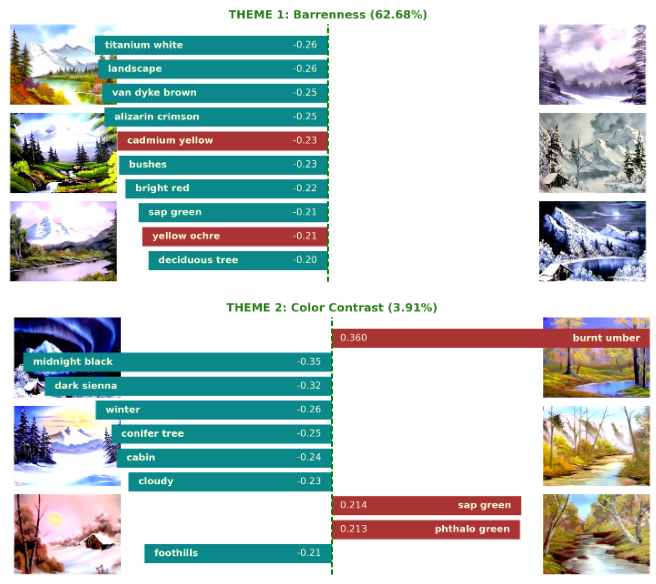 THEME 1: Barrenness (62.68%)
titanium white -0.26
landscape -0.26
van dyke brown -0.25
alizarin crimson -0.25
cadmium yellow -0.23
bushes -0.23
bright red -0.22
sap green -0.21
yellow ochre -0.21
deciduous tree -0.20
THEME 2: Color Contrast (3.91%)
0.360 burnt umber
midnight black -0.35
dark sienna -0.32
winter -0.26
conifer tree -0.25
cabin -0.24
cloudy -0.23
0.214 sap green
0.213 phthalo green
foothills -0.21